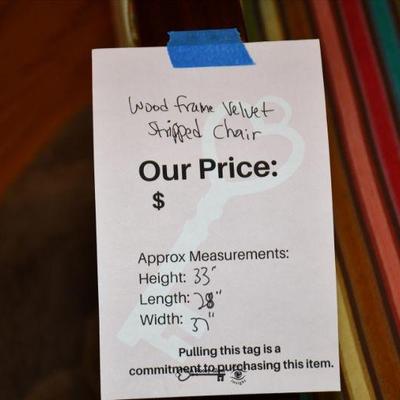 Wood frame Velvet
Stripped Chair
Our Price:
$
Approx Measurements:
Height: 33"
Length: 28"
Width: 37"
Pulling this tag is a
commitment to purchasing this item.